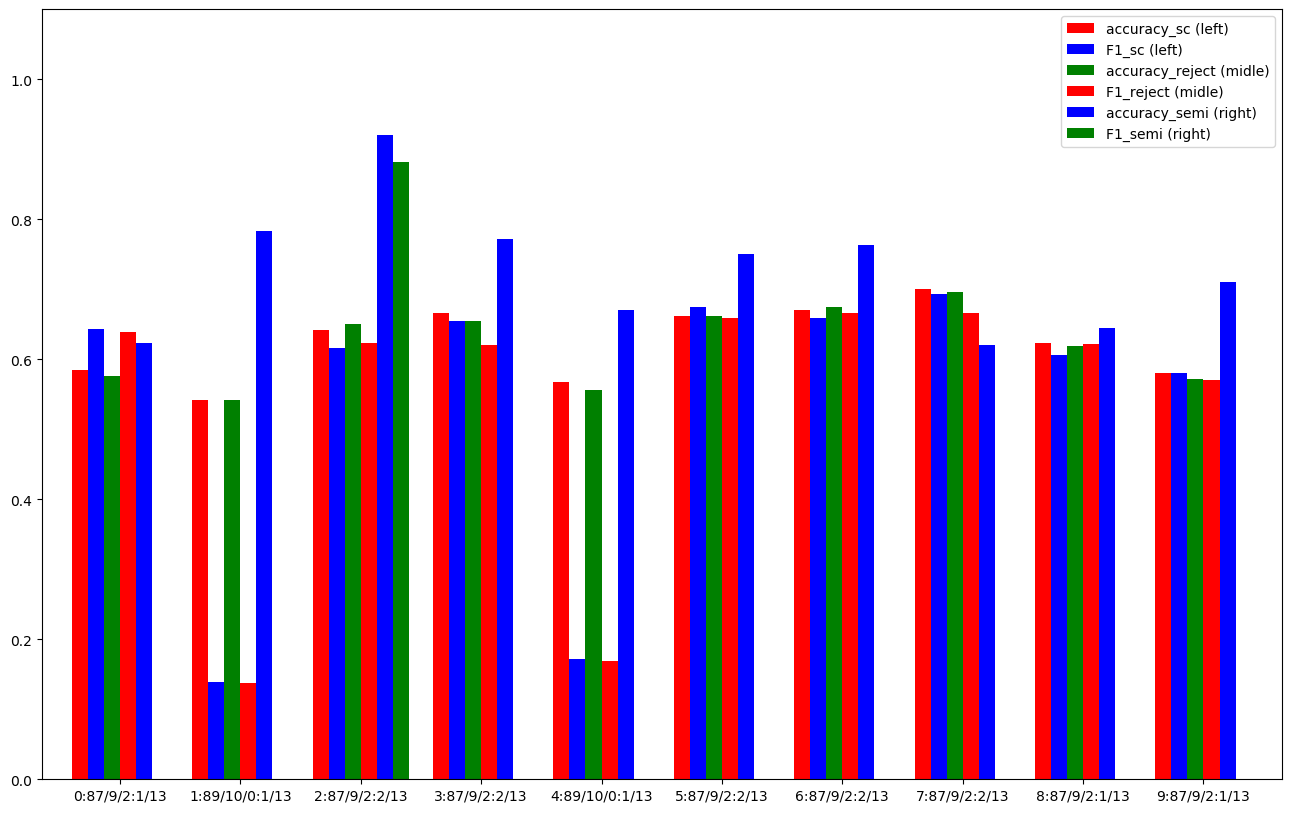 accuracy_sc (left)
F1_sc (left)
accuracy_reject (midle)
F1_reject (midle)
accuracy_semi (right)
F1_semi (right)
1.0
0.8
0.6
0.4
0.2
0.0
0:87/9/2:1/13 1:89/10/0:1/13 2:87/9/2:2/13 3:87/9/2:2/13 4:89/10/0:1/13 5:87/9/2:2/13 6:87/9/2:2/13 7:87/9/2:2/13 8:87/9/2:1/13 9:87/9/2:1/13